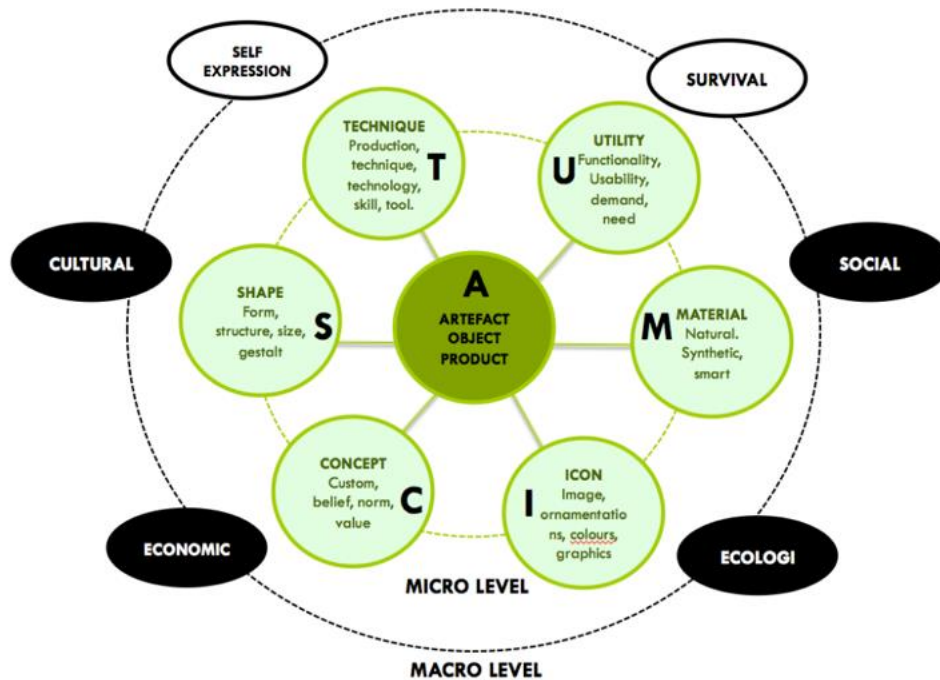 SELF
EXPRESSION
SURVIVAL
TECHNIQUE
Production,
technique,
technology,
skill, tool.
T
UTILITY
Functionality,
Usability,
demand,
need
U
CULTURAL
SOCIAL
SHAPE
Form,
structure, size,
gestalt
S
A
ARTEFACT
OBJECT
PRODUCT
MATERIAL
Natural.
Synthetic,
smart
M
CONCEPT
Custom,
belief, norm,
value
C
ICON
Image,
ornamentatio
ns, colours,
graphics
I
ECONOMIC
ECOLOGI
MICRO LEVEL
MACRO LEVEL